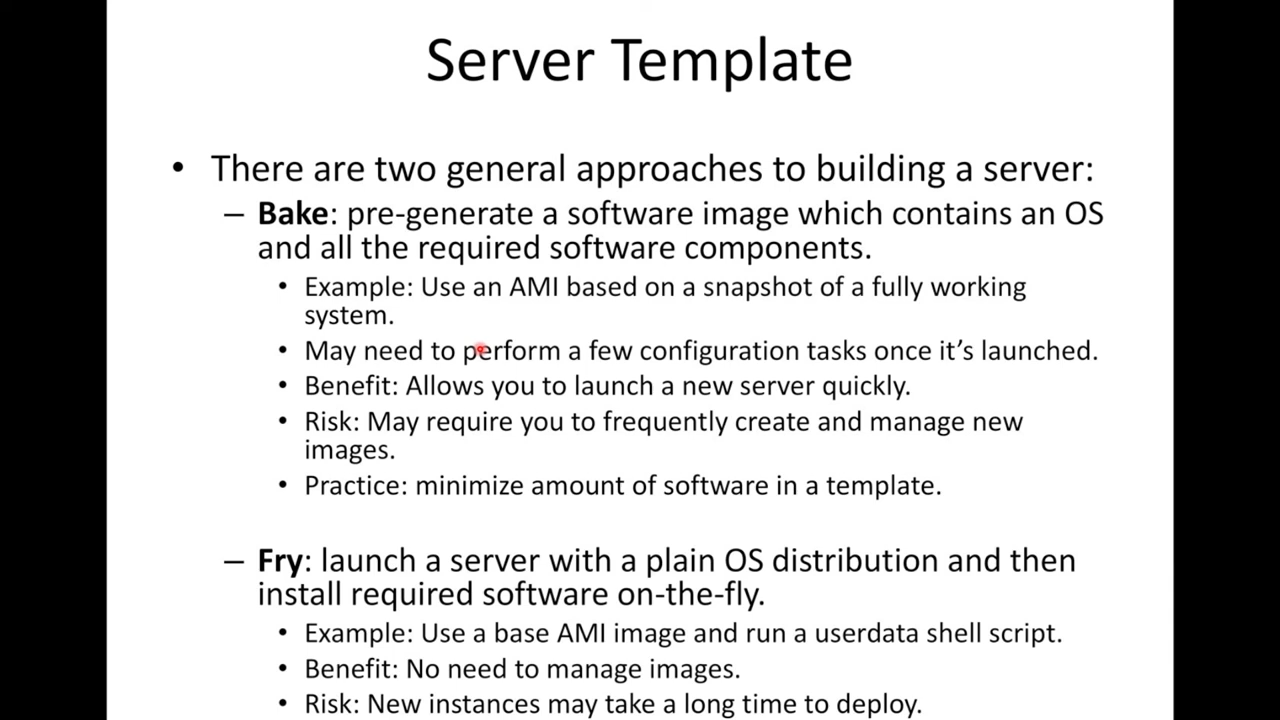 Server Template
• There are two general approaches to building a server:
– Bake: pre-generate a software image which contains an OS
and all the required software components.
• Example: Use an AMI based on a snapshot of a fully working
system.
• May need to perform a few configuration tasks once it’s launched.
• Benefit: Allows you to launch a new server quickly.
• Risk: May require you to frequently create and manage new
images.
• Practice: minimize amount of software in a template.
– Fry: launch a server with a plain OS distribution and then
install required software on-the-fly.
• Example: Use a base AMI image and run a userdata shell script.
• Benefit: No need to manage images.
• Risk: New instances may take a long time to deploy.